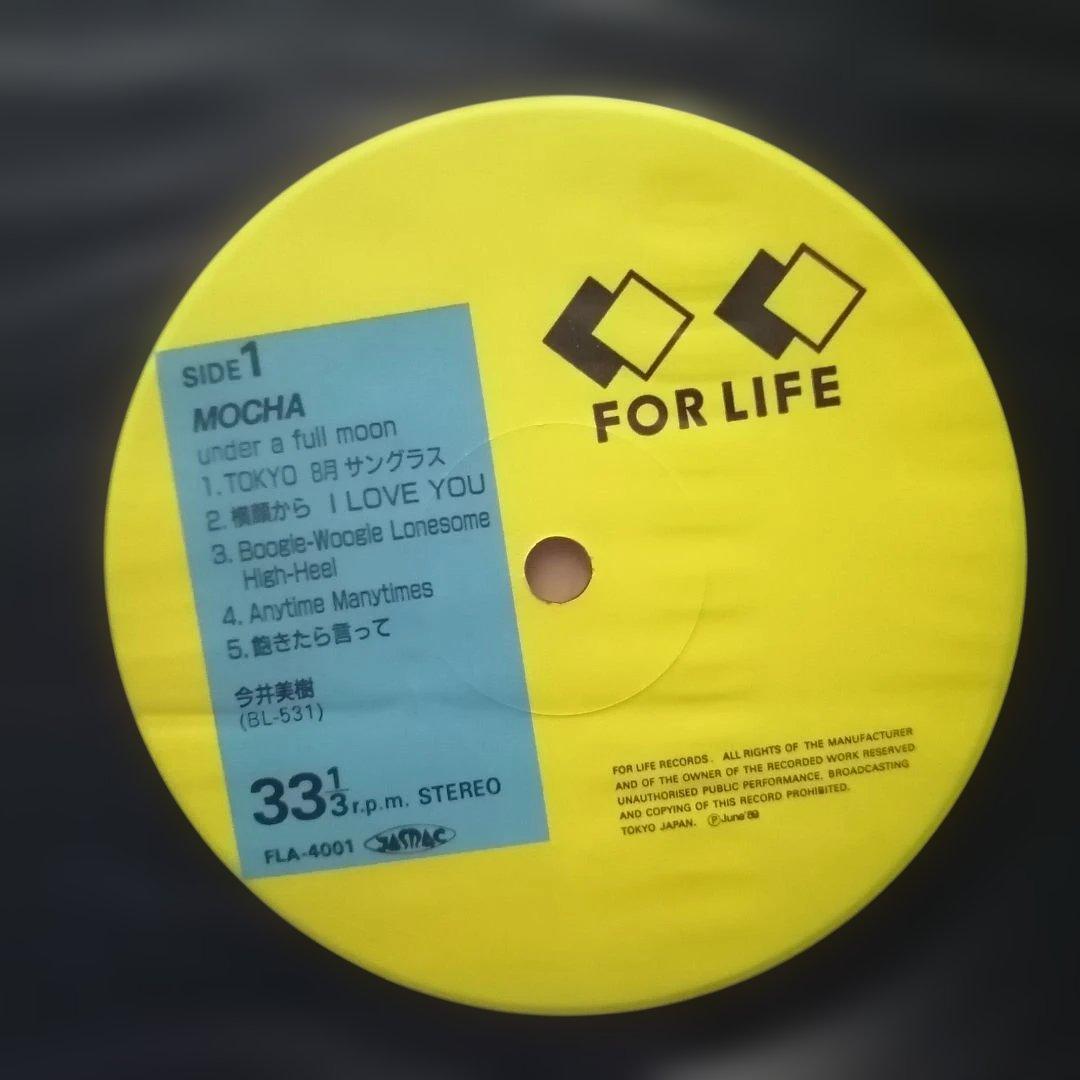 SIDE 1
MOCHA
under a full moon
1. TOKYO 8月サングラス
2. 横顔から I LOVE YOU
3. Boogie-Woogie Lonesome
High-Heel
4. Anytime Manytimes
5. 飽きたら言って
今井美樹
(BL-531)
33 1/3 r.p.m. STEREO
FLA-4001 JASRAC
FOR LIFE
FOR LIFE RECORDS. ALL RIGHTS OF THE MANUFACTURER
AND OF THE OWNER OF THE RECORDED WORK RESERVED
UNAUTHORISED PUBLIC PERFORMANCE, BROADCASTING
AND COPYING OF THIS RECORD PROHIBITED.
TOKYO JAPAN. ℗June'89